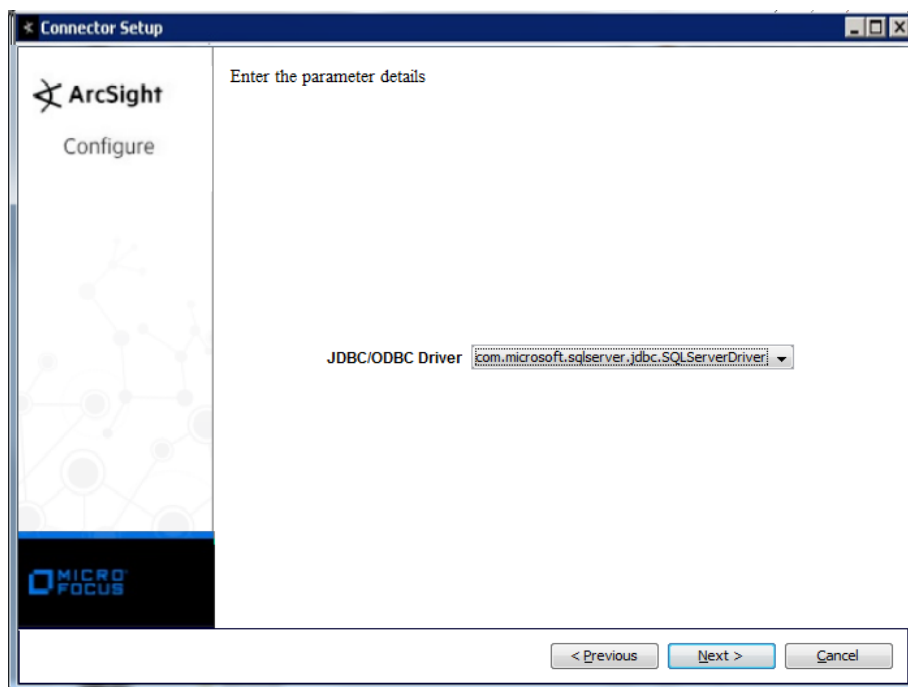 Connector Setup
ArcSight
Configure
Enter the parameter details
JDBC/ODBC Driver com.microsoft.sqlserver.jdbc.SQLServerDriver
MICRO
FOCUS
< Previous Next > Cancel